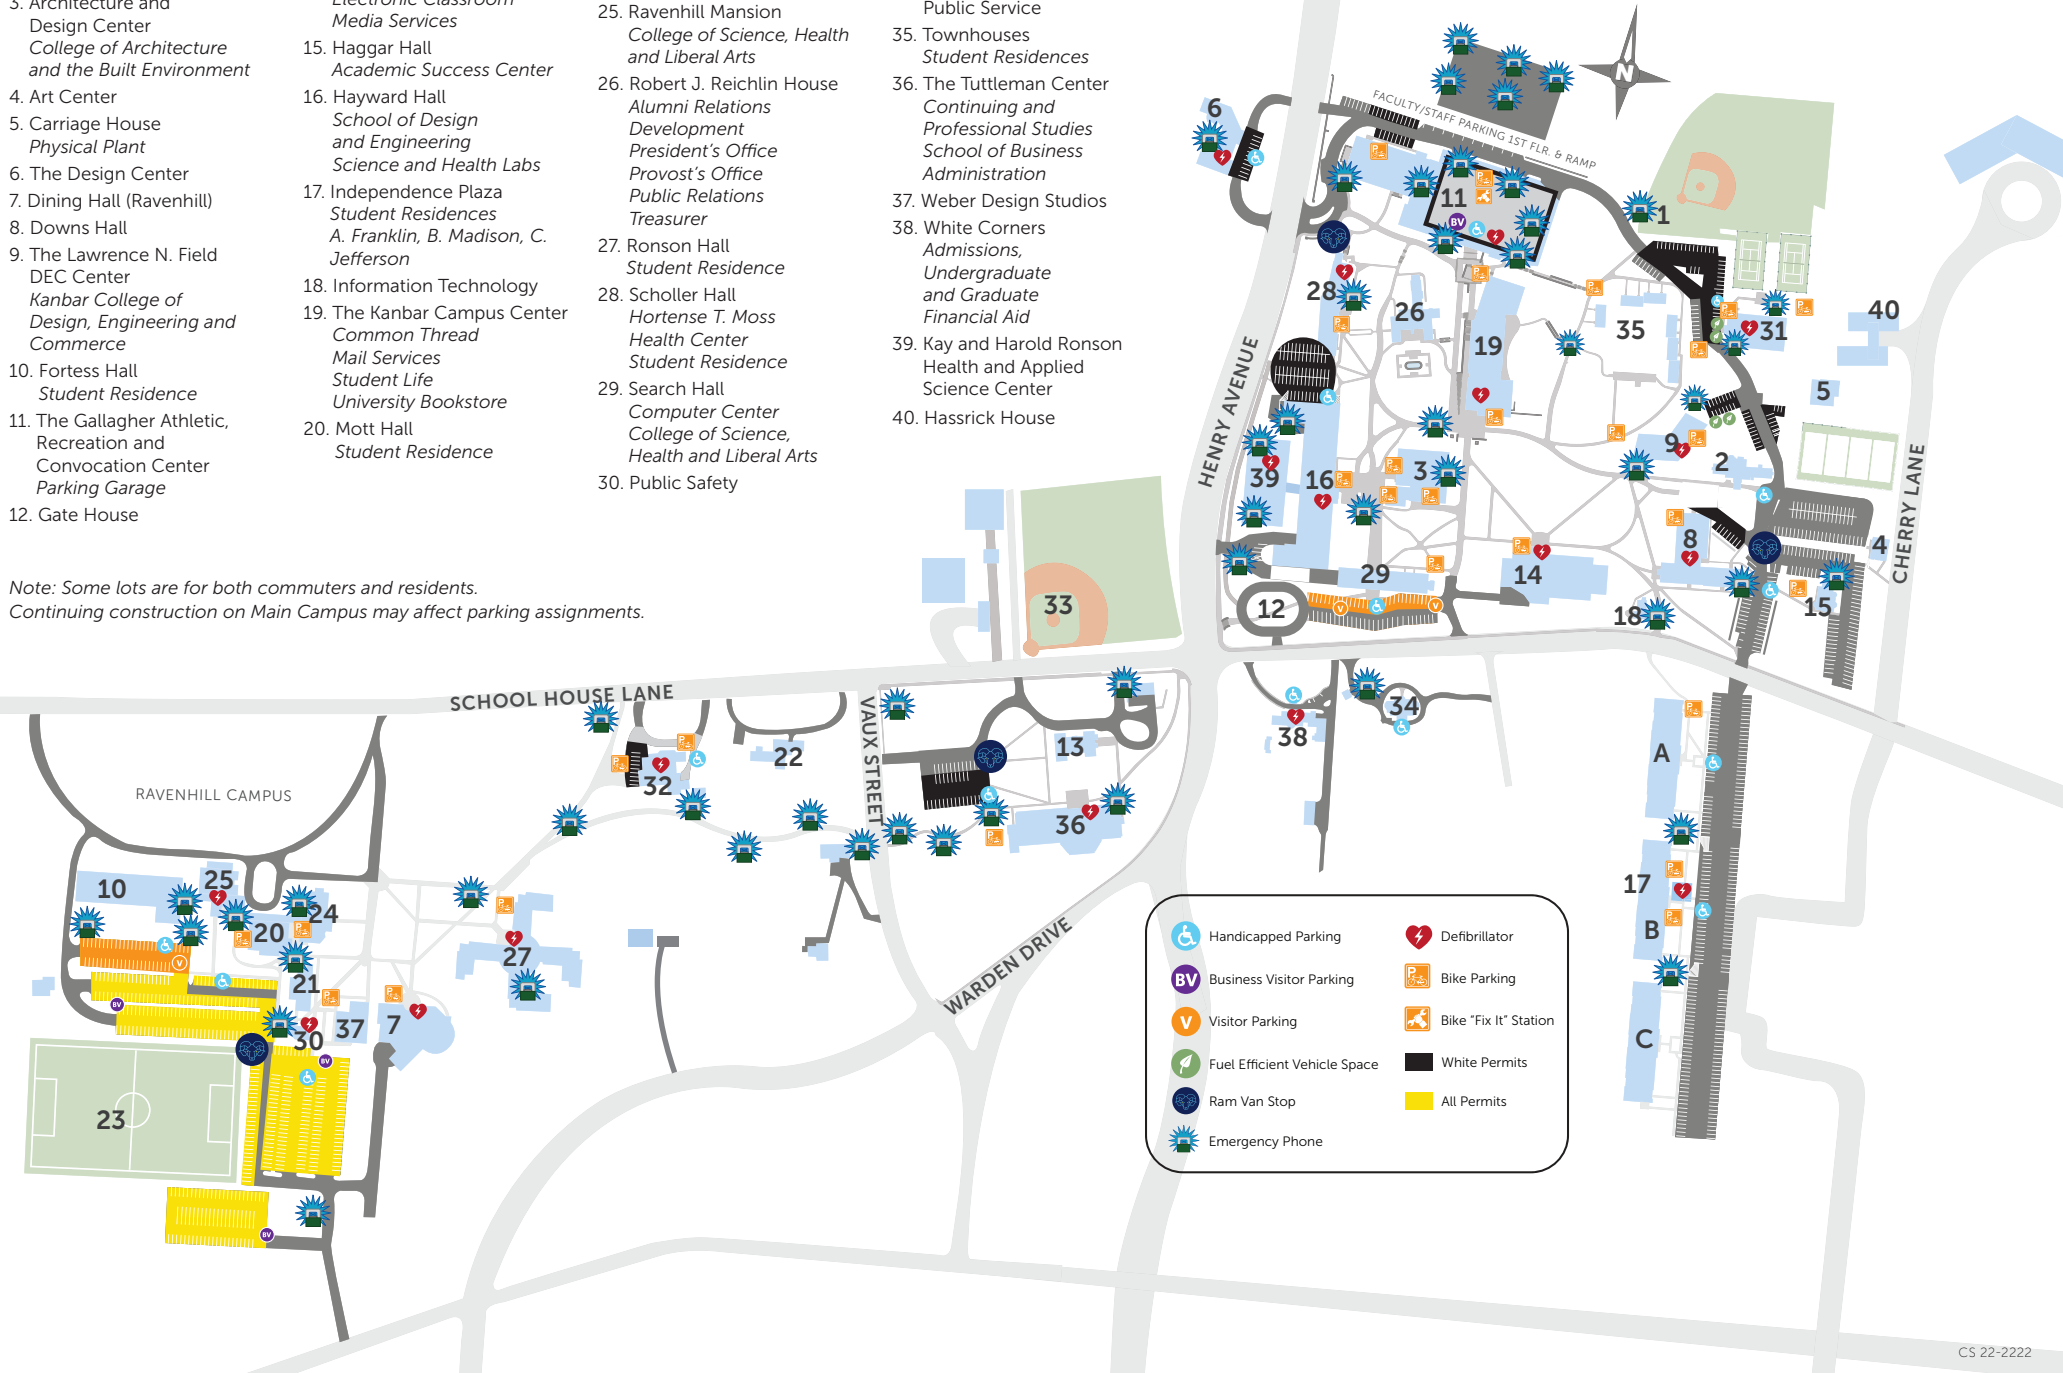 3. Architecture and
Design Center
College of Architecture
and the Built Environment
4. Art Center
5. Carriage House
Physical Plant
6. The Design Center
7. Dining Hall (Ravenhill)
8. Downs Hall
9. The Lawrence N. Field
DEC Center
Kanbar College of
Design, Engineering and
Commerce
10. Fortess Hall
Student Residence
11. The Gallagher Athletic,
Recreation and
Convocation Center
Parking Garage
12. Gate House
Electronic Classroom
Media Services
15. Haggar Hall
Academic Success Center
16. Hayward Hall
School of Design
and Engineering
Science and Health Labs
17. Independence Plaza
Student Residences
A. Franklin, B. Madison, C.
Jefferson
18. Information Technology
19. The Kanbar Campus Center
Common Thread
Mail Services
Student Life
University Bookstore
20. Mott Hall
Student Residence
25. Ravenhill Mansion
College of Science, Health
and Liberal Arts
26. Robert J. Reichlin House
Alumni Relations
Development
President's Office
Provost's Office
Public Relations
Treasurer
27. Ronson Hall
Student Residence
28. Scholler Hall
Hortense T. Moss
Health Center
Student Residence
29. Search Hall
Computer Center
College of Science,
Health and Liberal Arts
30. Public Safety
Public Service
35. Townhouses
Student Residences
36. The Tuttleman Center
Continuing and
Professional Studies
School of Business
Administration
37. Weber Design Studios
38. White Corners
Admissions,
Undergraduate
and Graduate
Financial Aid
39. Kay and Harold Ronson
Health and Applied
Science Center
40. Hassrick House
Note: Some lots are for both commuters and residents.
Continuing construction on Main Campus may affect parking assignments.
N
FACULTY/STAFF PARKING 1ST FLR. & RAMP
6
11
BV
1
28
26
19
35
31
40
5
HENRY AVENUE
39
16
3
9
2
CHERRY LANE
8
4
14
29
12
V
V
15
18
33
SCHOOL HOUSE LANE
VAUX STREET
22
32
13
36
38
34
A
17
B
C
RAVENHILL CAMPUS
10
25
24
20
21
27
V
BV
30
37
7
BV
23
BV
WARDEN DRIVE
Handicapped Parking
BV Business Visitor Parking
V Visitor Parking
Fuel Efficient Vehicle Space
Ram Van Stop
Emergency Phone
Defibrillator
P Bike Parking
Bike "Fix It" Station
White Permits
All Permits
CS 22-2222